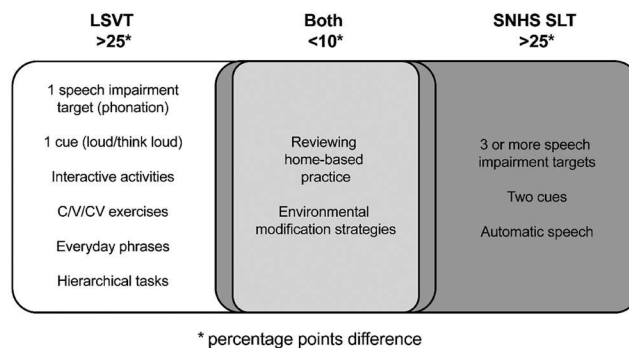 LSVT
>25*
Both
<10*
SNHS SLT
>25*
1 speech impairment
target (phonation)
1 cue (loud/think loud)
Interactive activities
C/V/CV exercises
Everyday phrases
Hierarchical tasks
Reviewing
home-based
practice
Environmental
modification strategies
3 or more speech
impairment targets
Two cues
Automatic speech
* percentage points difference